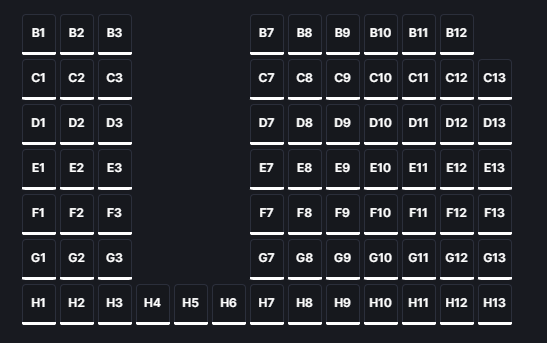 B1 B2 B3 B7 B8 B9 B10 B11 B12
C1 C2 C3 C7 C8 C9 C10 C11 C12 C13
D1 D2 D3 D7 D8 D9 D10 D11 D12 D13
E1 E2 E3 E7 E8 E9 E10 E11 E12 E13
F1 F2 F3 F7 F8 F9 F10 F11 F12 F13
G1 G2 G3 G7 G8 G9 G10 G11 G12 G13
H1 H2 H3 H4 H5 H6 H7 H8 H9 H10 H11 H12 H13